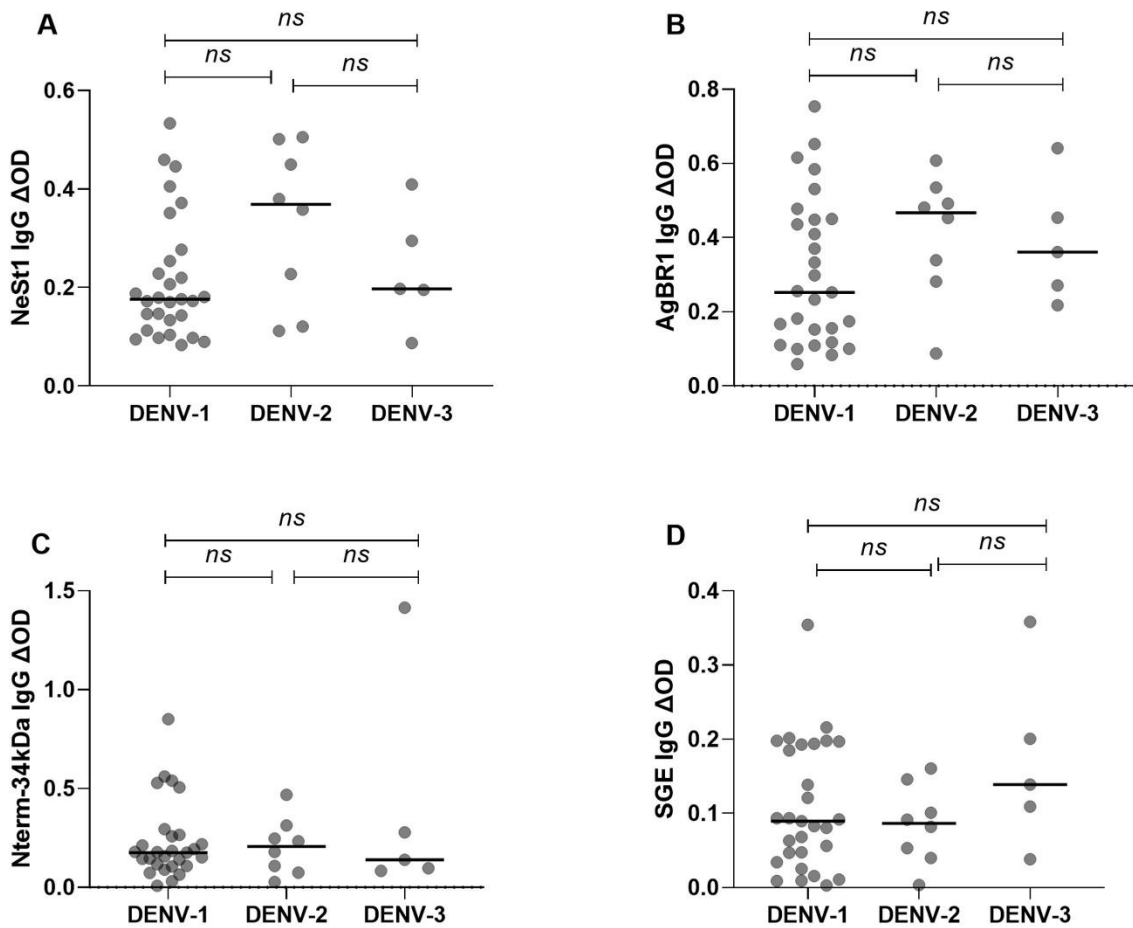 A
ns
ns
ns
NeSt1 IgG ΔOD
0.6
0.4
0.2
0.0
DENV-1 DENV-2 DENV-3
B
ns
ns
ns
AgBR1 IgG ΔOD
0.8
0.6
0.4
0.2
0.0
DENV-1 DENV-2 DENV-3
C
ns
ns
ns
Nterm-34kDa IgG ΔOD
1.5
1.0
0.5
0.0
DENV-1 DENV-2 DENV-3
D
ns
ns
ns
SGE IgG ΔOD
0.4
0.3
0.2
0.1
0.0
DENV-1 DENV-2 DENV-3